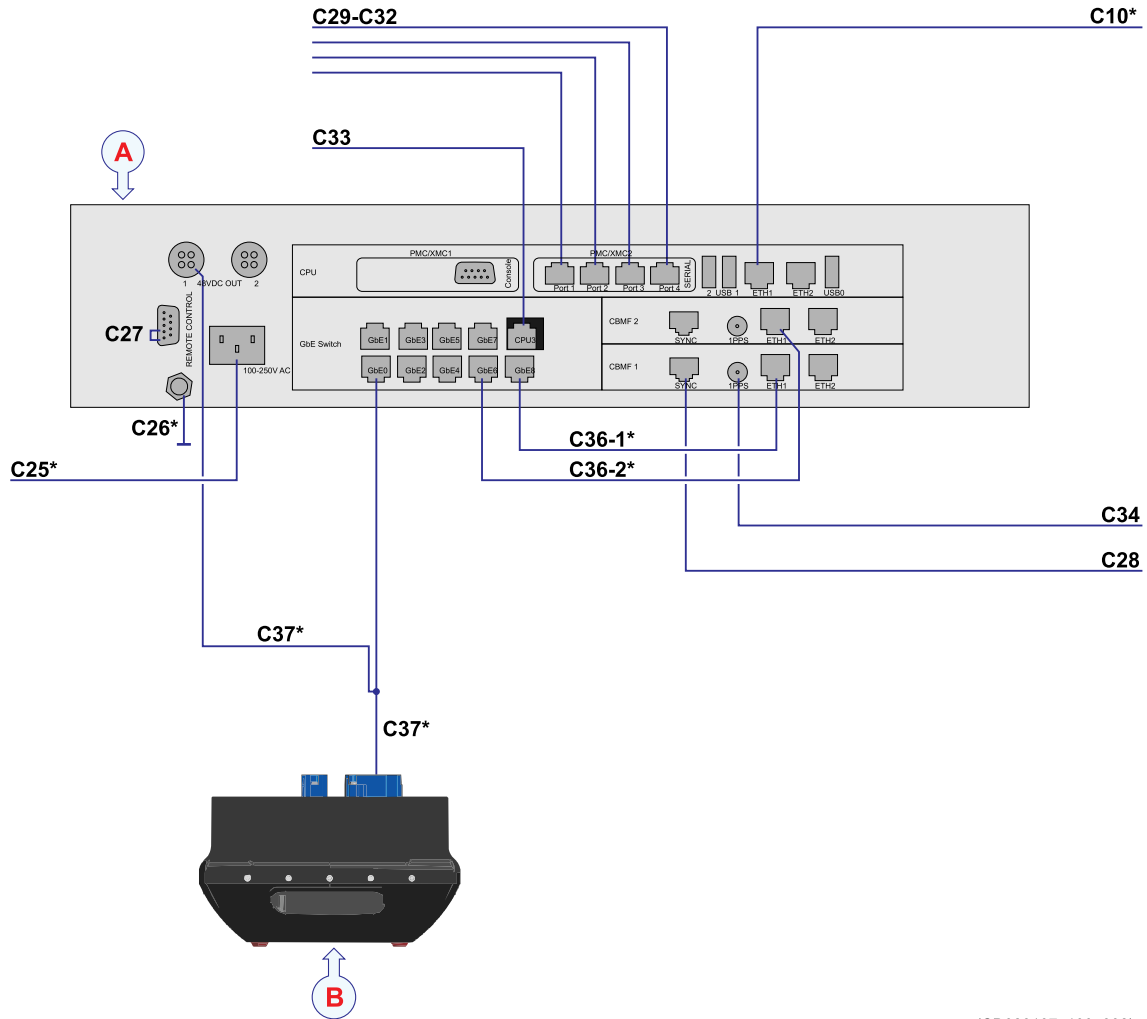 C29-C32
C10*
C33
A
PMC/XMC1
PMC/XMC2
CPU
Console
Port 1
Port 2
Port 3
Port 4
SERIAL
2 USB 1
ETH1
ETH2
USB0
1 48VDC OUT 2
REMOTE CONTROL
C27
100-250V AC
GbE Switch
GbE1
GbE3
GbE5
GbE7
CPU3
GbE0
GbE2
GbE4
GbE6
GbE8
CBMF 2
SYNC
1PPS
ETH1
ETH2
CBMF 1
SYNC
1PPS
ETH1
ETH2
C26*
C36-1*
C25*
C36-2*
C34
C28
C37*
C37*
B